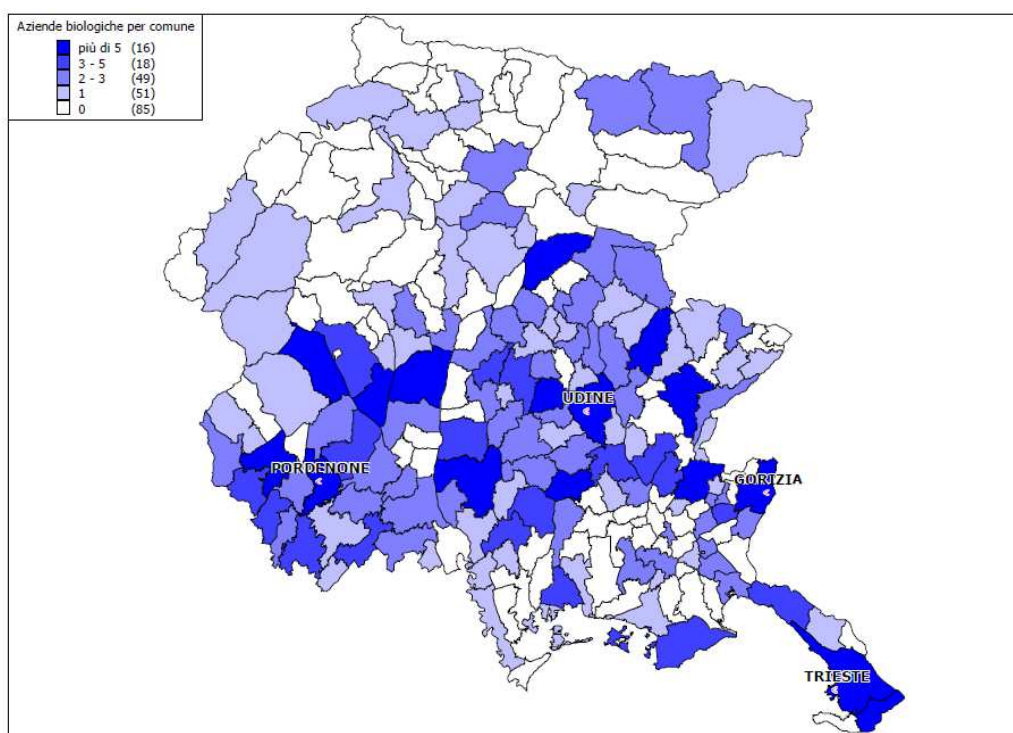 Aziende biologiche per comune
più di 5 (16)
3 - 5 (18)
2 - 3 (49)
1 (51)
0 (85)
UDINE
PORDENONE
GORIZIA
TRIESTE